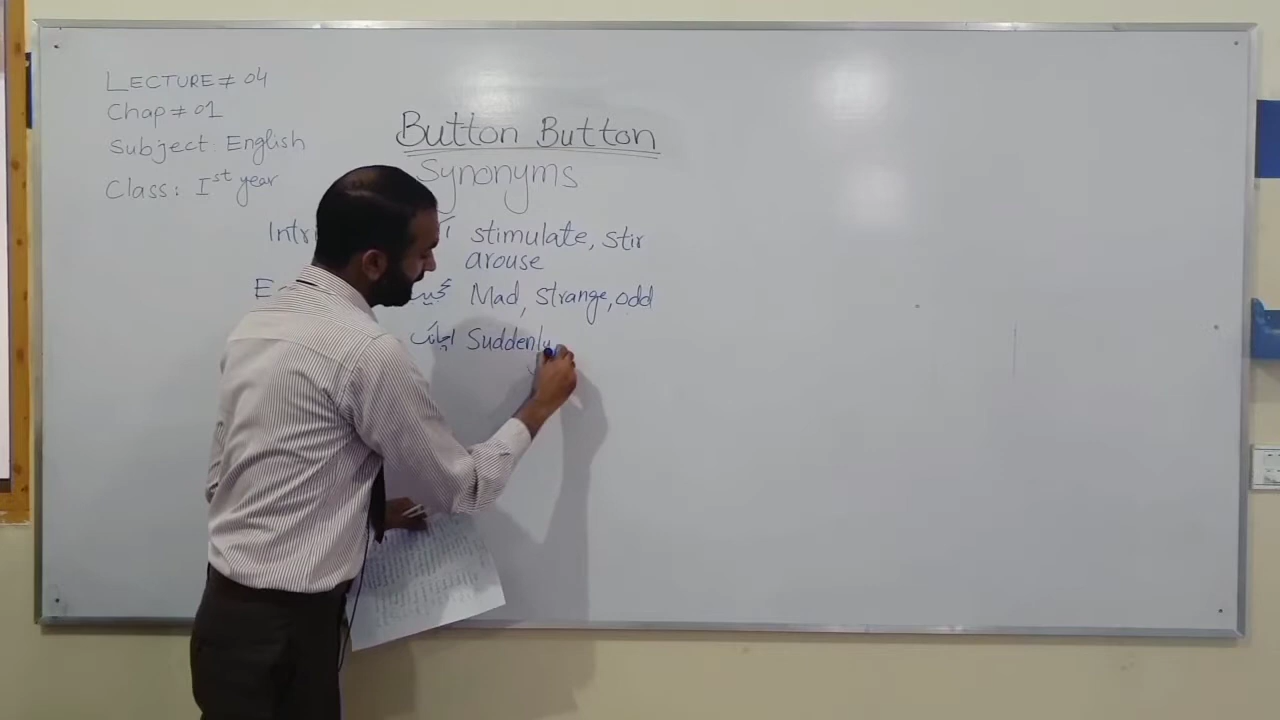 LECTURE # 04
Chap # 01
Subject: English
Class: Ist year
Button Button
Synonyms
stimulate, stir
arouse
Mad, strange, odd
اچانک Suddenly